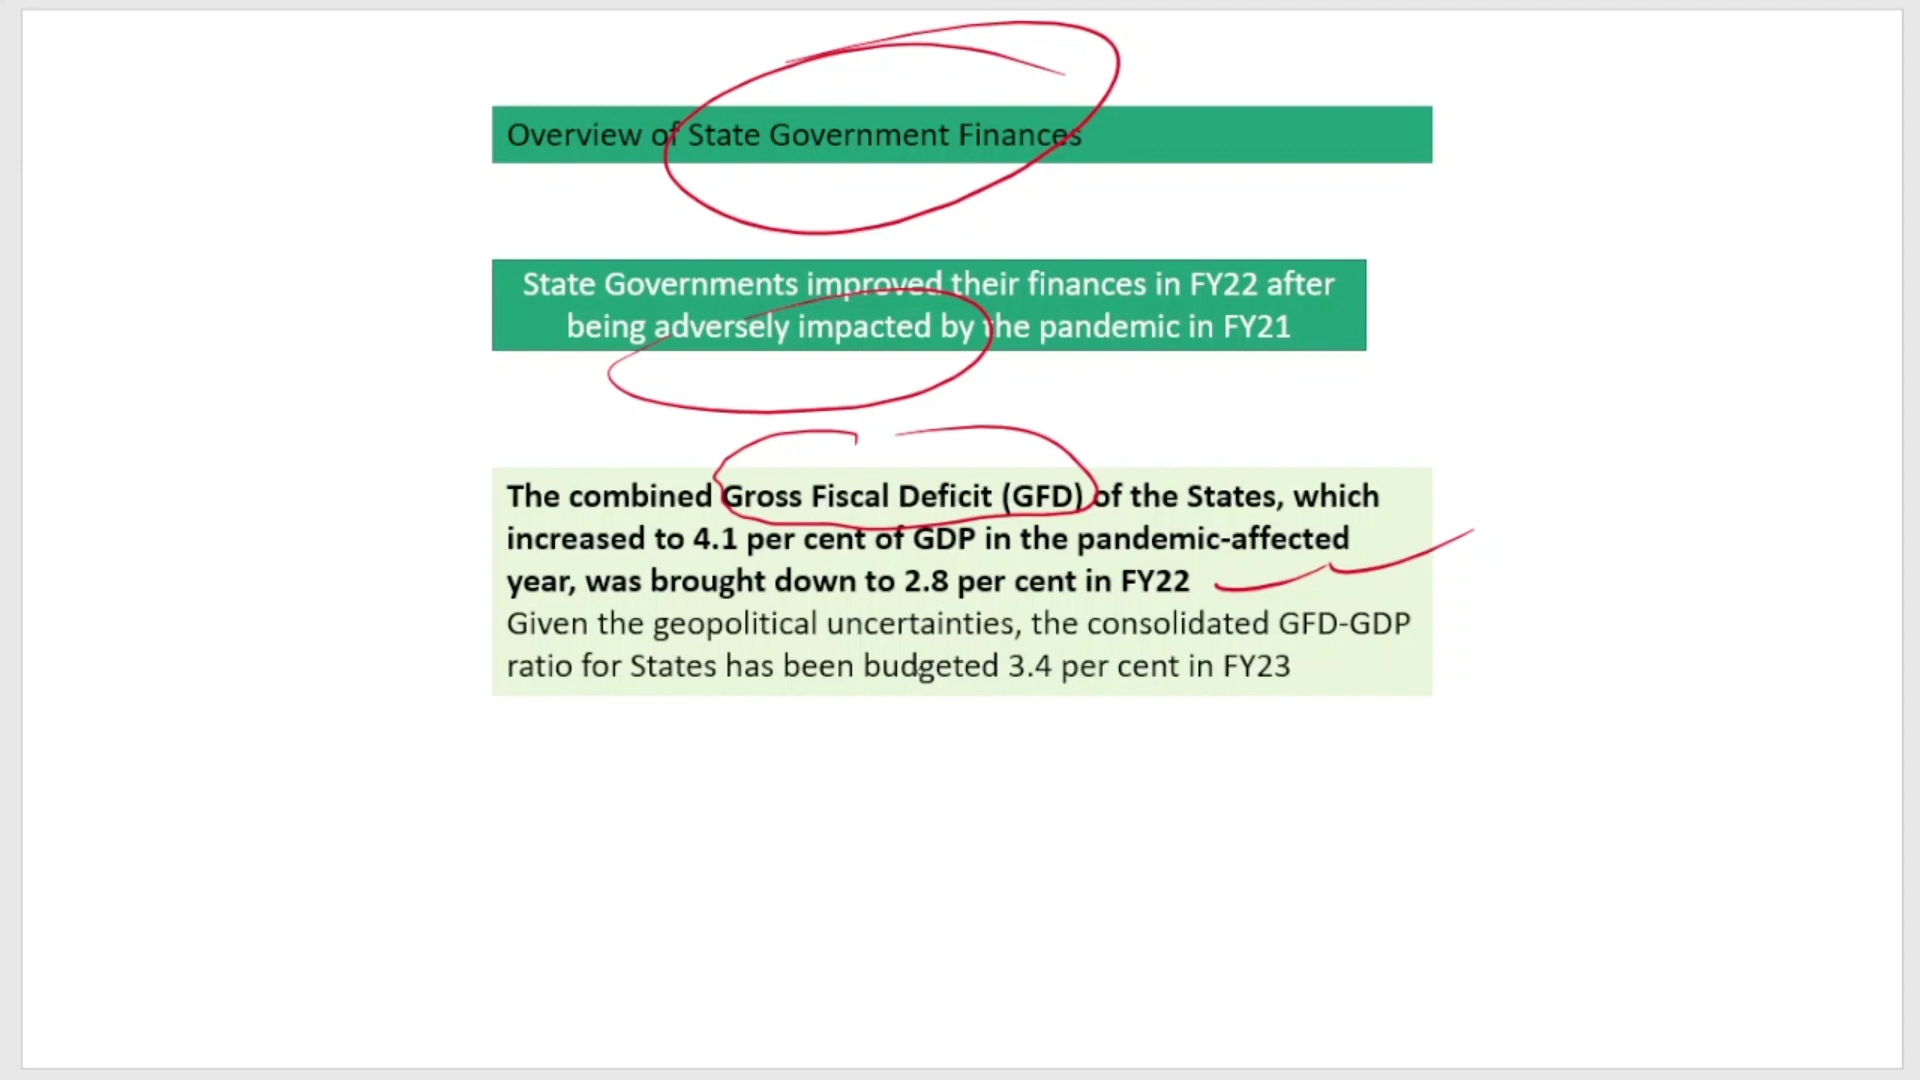 Overview of State Government Finances
State Governments improved their finances in FY22 after
being adversely impacted by the pandemic in FY21
The combined Gross Fiscal Deficit (GFD) of the States, which
increased to 4.1 per cent of GDP in the pandemic-affected
year, was brought down to 2.8 per cent in FY22
Given the geopolitical uncertainties, the consolidated GFD-GDP
ratio for States has been budgeted 3.4 per cent in FY23